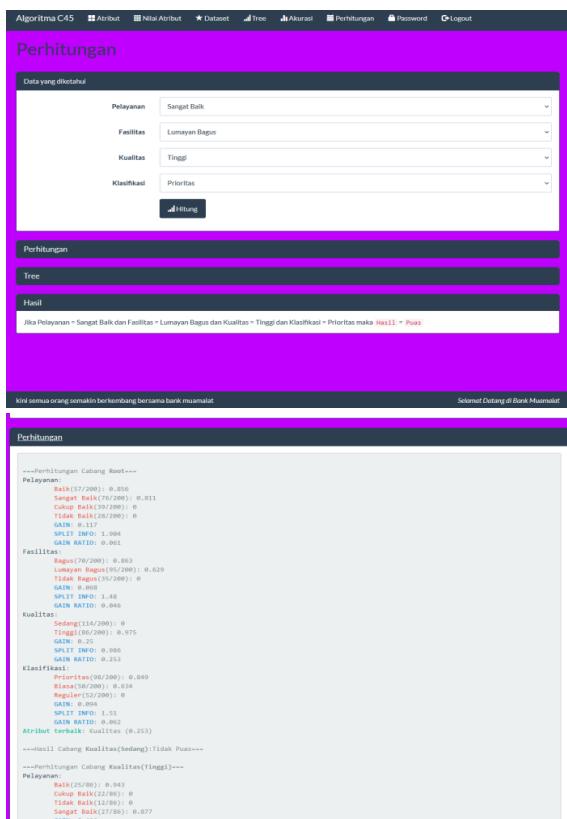 Algoritma C45 Atribut Nilai Atribut Dataset Tree Akurasi Perhitungan Password Logout
Perhitungan
Data yang diketahui
Pelayanan Sangat Baik
Fasilitas Lumayan Bagus
Kualitas Tinggi
Klasifikasi Prioritas
Hitung
Perhitungan
Tree
Hasil
Jika Pelayanan = Sangat Baik dan Fasilitas = Lumayan Bagus dan Kualitas = Tinggi dan Klasifikasi = Prioritas maka Hasil = Puas
kini semua orang semakin berkembang bersama bank muamalat Selamat Datang di Bank Muamalat
Perhitungan
===Perhitungan Cabang Root===
Pelayanan:
Baik(57/200): 0.856
Sangat Baik(76/200): 0.811
Cukup Baik(39/200): 0
Tidak Baik(28/200): 0
GAIN: 0.117
SPLIT INFO: 1.904
GAIN RATIO: 0.061
Fasilitas:
Bagus(70/200): 0.863
Lumayan Bagus(95/200): 0.629
Tidak Bagus(35/200): 0
GAIN: 0.068
SPLIT INFO: 1.48
GAIN RATIO: 0.046
Kualitas:
Sedang(114/200): 0
Tinggi(86/200): 0.975
GAIN: 0.25
SPLIT INFO: 0.986
GAIN RATIO: 0.253
Klasifikasi:
Prioritas(98/200): 0.849
Biasa(50/200): 0.634
Reguler(52/200): 0
GAIN: 0.094
SPLIT INFO: 1.51
GAIN RATIO: 0.062
Atribut terbaik: Kualitas (0.253)
===Hasil Cabang Kualitas(Sedang):Tidak Puas===
===Perhitungan Cabang Kualitas(Tinggi)===
Pelayanan:
Baik(25/86): 0.943
Cukup Baik(22/86): 0
Tidak Baik(12/86): 0
Sangat Baik(27/86): 0.877